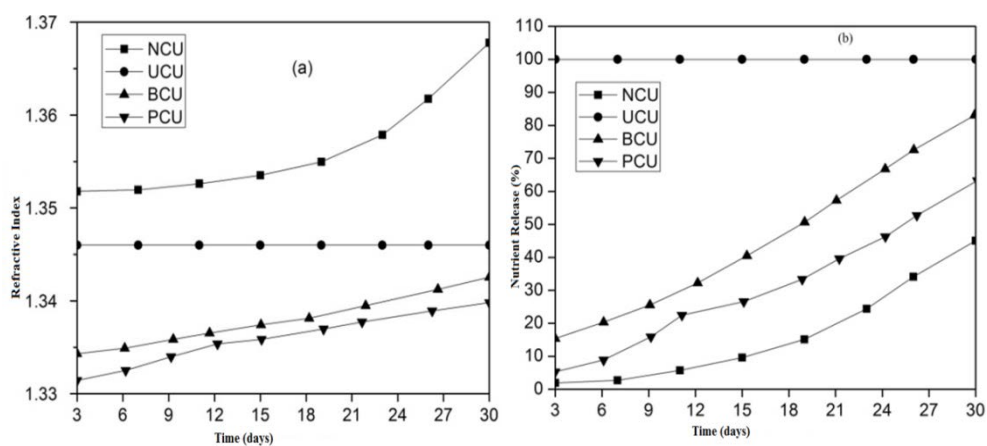 1.37
1.36
1.35
1.34
1.33
Refractive Index
NCU
UCU
BCU
PCU
(a)
3 6 9 12 15 18 21 24 27 30
Time (days)
110
100
90
80
70
60
50
40
30
20
10
0
Nutrient Release (%)
(b)
NCU
UCU
BCU
PCU
3 6 9 12 15 18 21 24 27 30
Time (days)